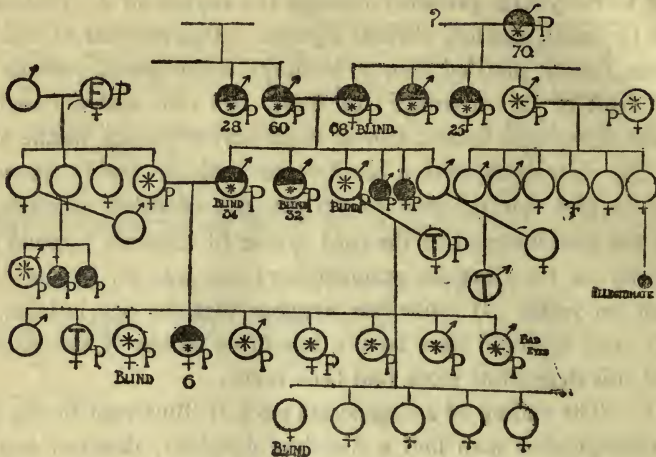 ? P
70
E P P P P P P P P
28 60 68 BLIND. 25
P P P P P P
BLIND BLIND BLIND
34 32
T P
P P P T
ILLEGITIMATE
BAD
EYES
T P P P P P P P P
BLIND 6
BLIND